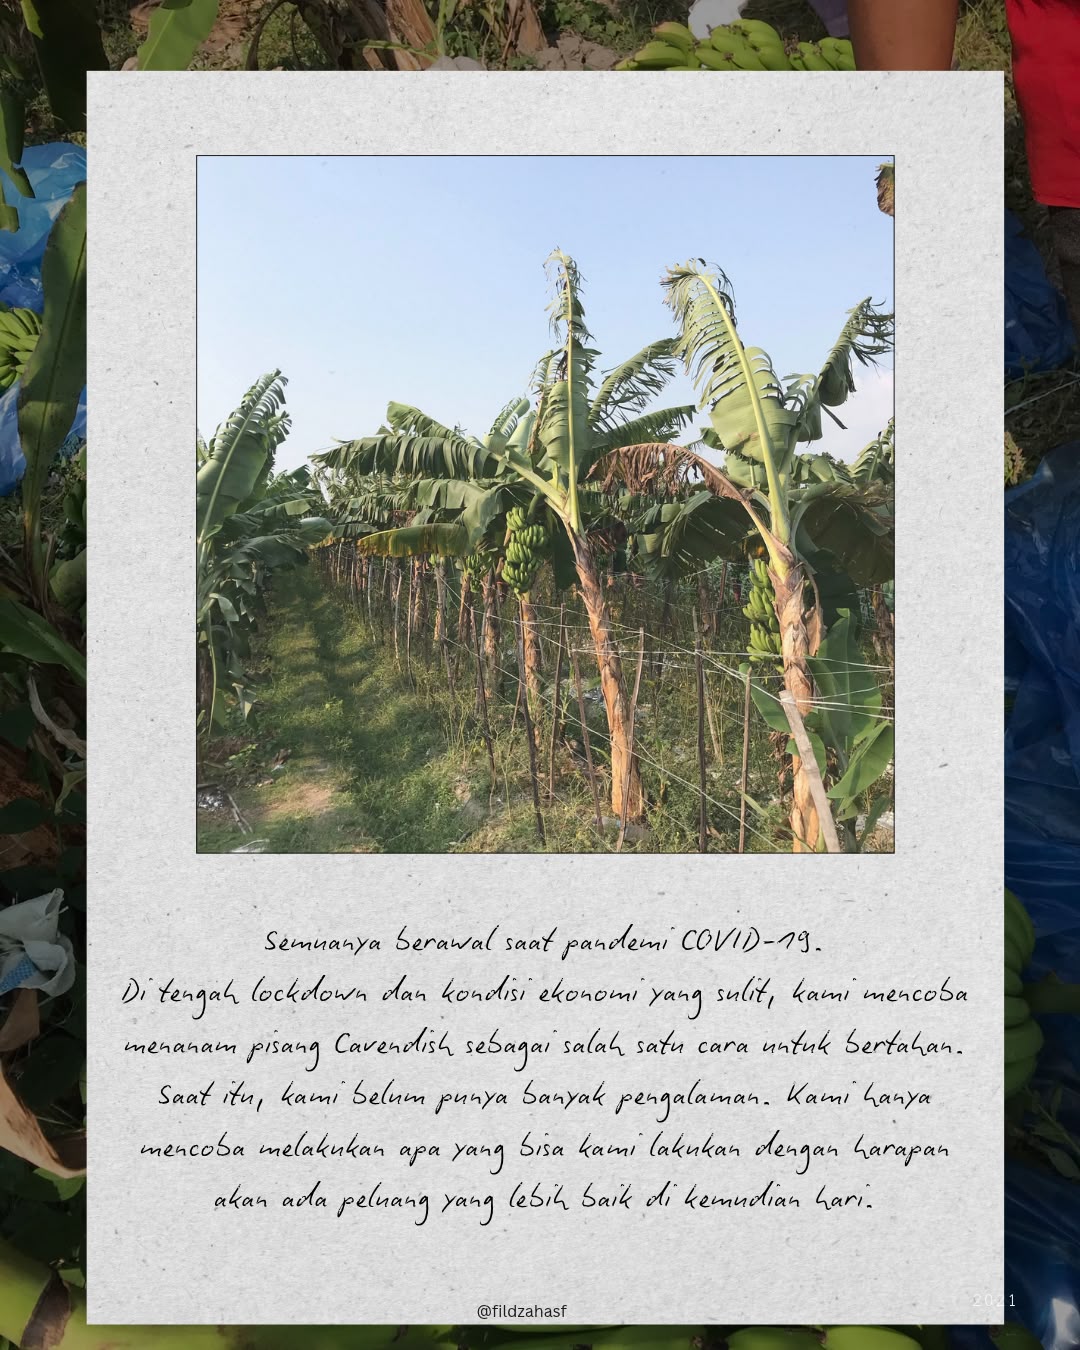 Semuanya berawal saat pandemi COVID-19.
Di tengah lockdown dan kondisi ekonomi yang sulit, kami mencoba
menanam pisang Cavendish sebagai salah satu cara untuk bertahan.
Saat itu, kami belum punya banyak pengalaman. Kami hanya
mencoba melakukan apa yang bisa kami lakukan dengan harapan
akan ada peluang yang lebih baik di kemudian hari.
2021
@fildzahasf